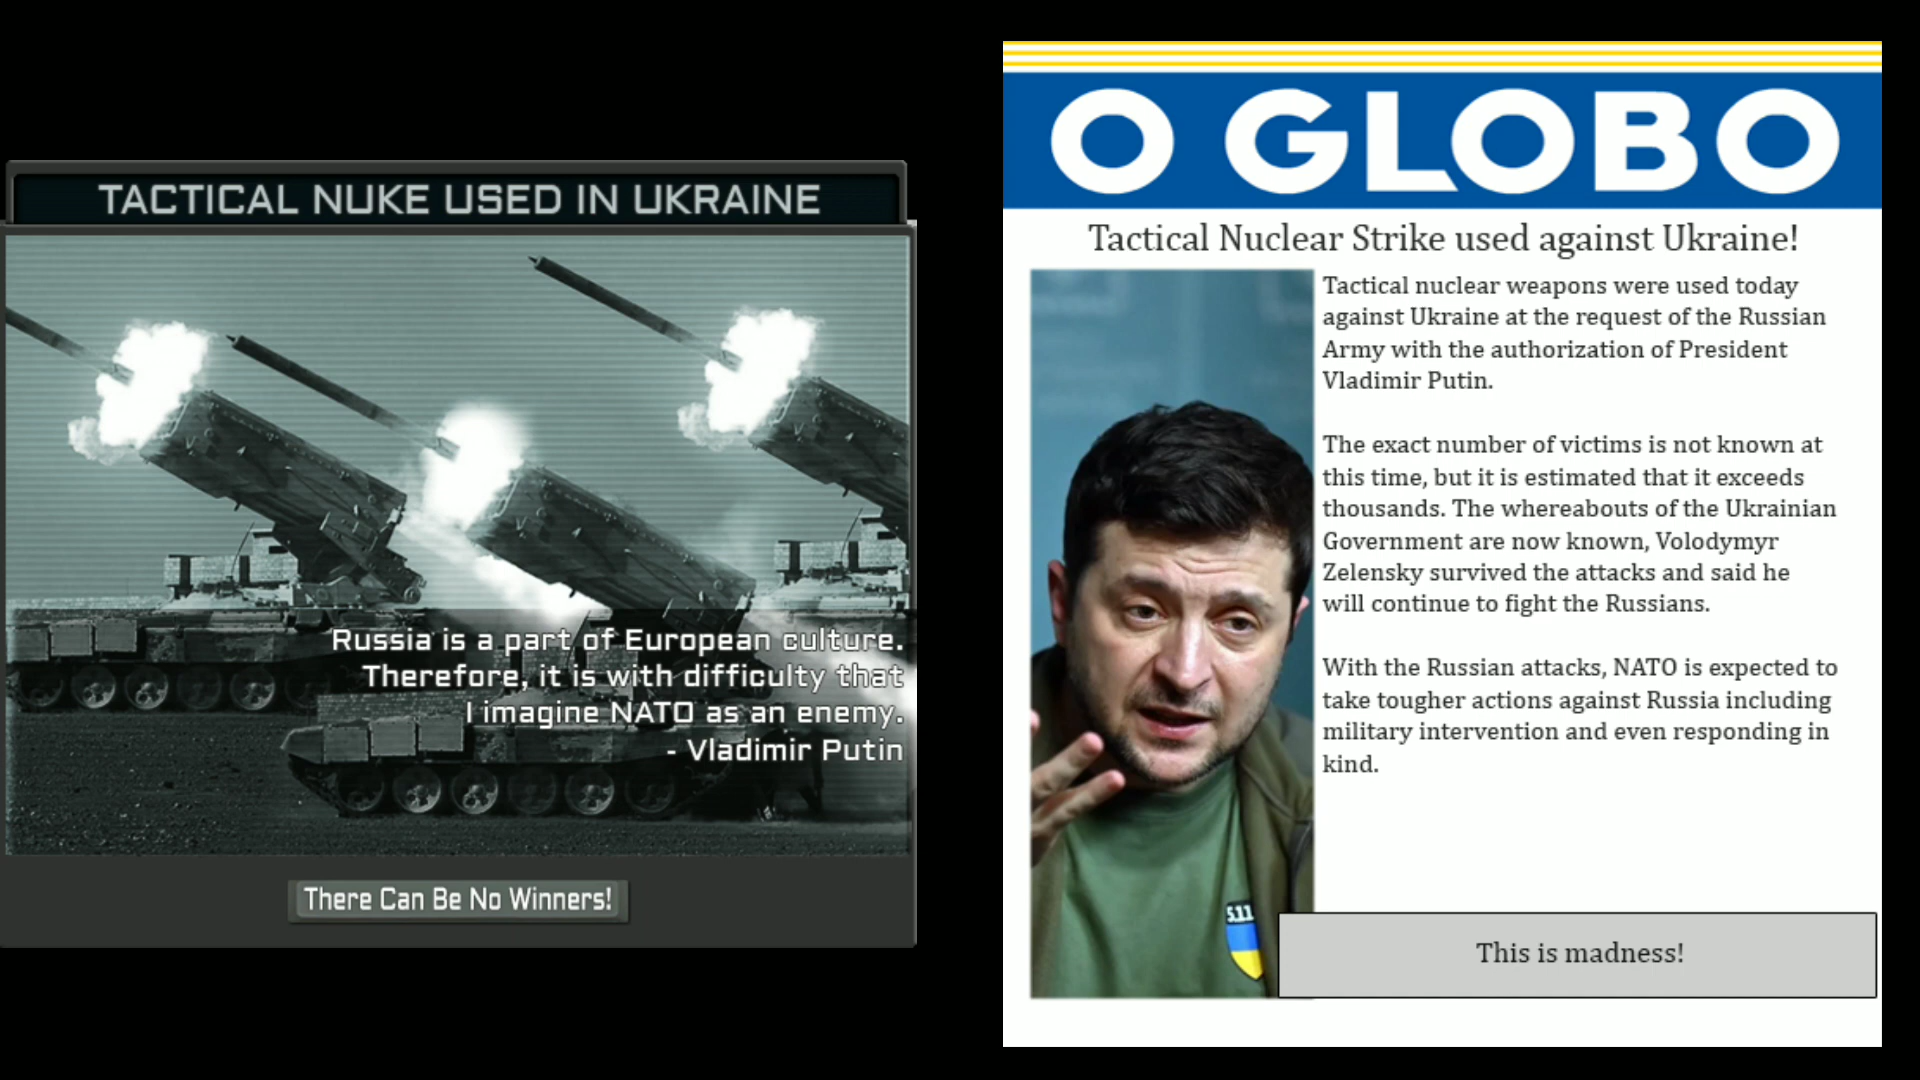 TACTICAL NUKE USED IN UKRAINE
Russia is a part of European culture.
Therefore, it is with difficulty that
I imagine NATO as an enemy.
- Vladimir Putin
There Can Be No Winners!
O GLOBO
Tactical Nuclear Strike used against Ukraine!
Tactical nuclear weapons were used today
against Ukraine at the request of the Russian
Army with the authorization of President
Vladimir Putin.
The exact number of victims is not known at
this time, but it is estimated that it exceeds
thousands. The whereabouts of the Ukrainian
Government are now known, Volodymyr
Zelensky survived the attacks and said he
will continue to fight the Russians.
With the Russian attacks, NATO is expected to
take tougher actions against Russia including
military intervention and even responding in
kind.
5.11
This is madness!